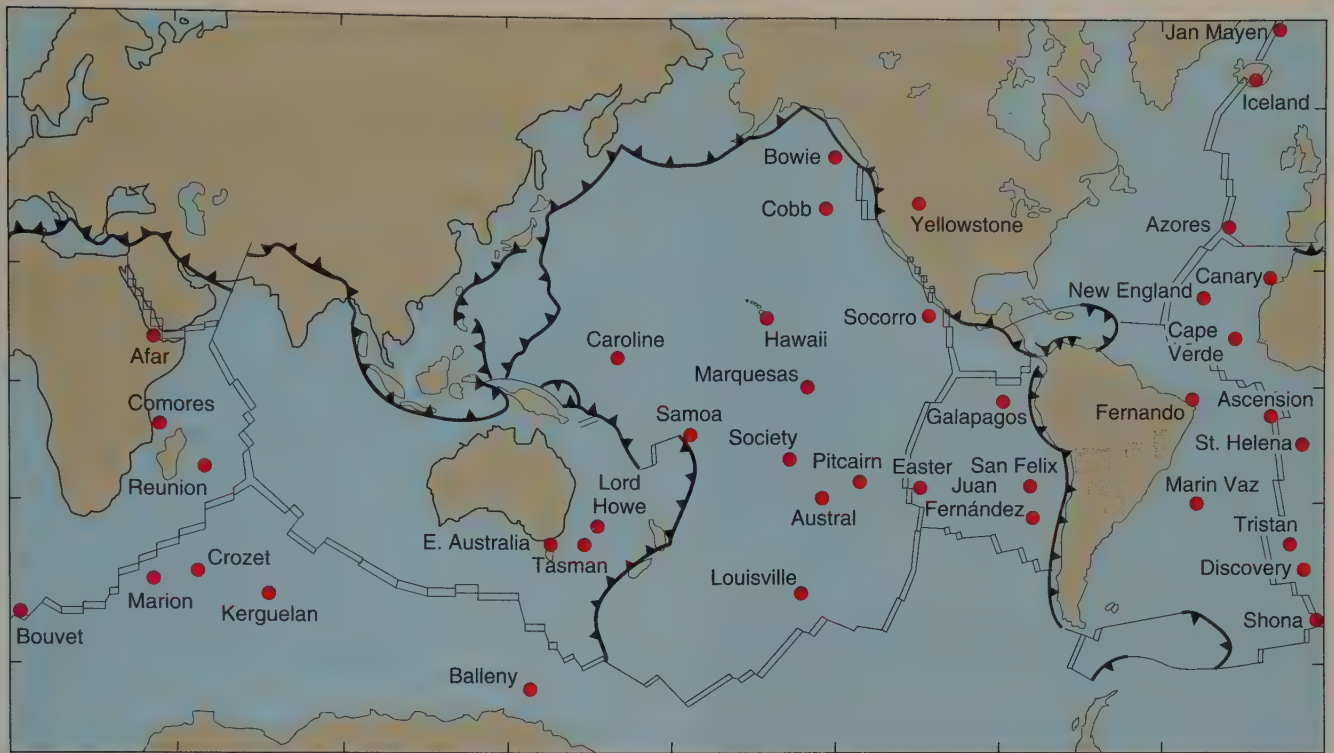 Jan Mayen
Iceland
Bowie
Cobb
Yellowstone
Azores
Canary
New England
Cape
Verde
Socorro
Hawaii
Caroline
Afar
Marquesas
Galapagos
Fernando
Ascension
Comores
Samoa
Society
St. Helena
Pitcairn
Easter
San Felix
Reunion
Lord
Howe
Austral
Juan
Fernández
Marin Vaz
Tristan
E. Australia
Tasman
Crozet
Discovery
Louisville
Marion
Kerguelan
Bouvet
Shona
Balleny